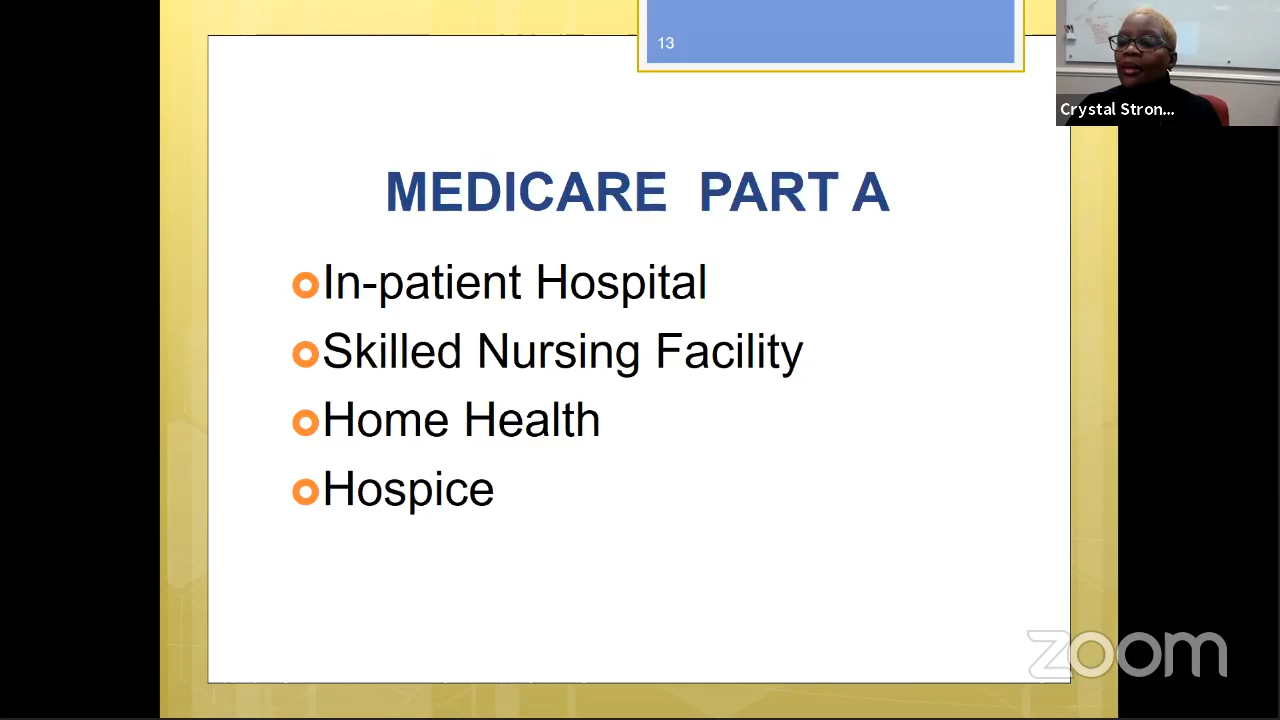 13
Crystal Stron...
MEDICARE PART A
In-patient Hospital
Skilled Nursing Facility
Home Health
Hospice
zoom